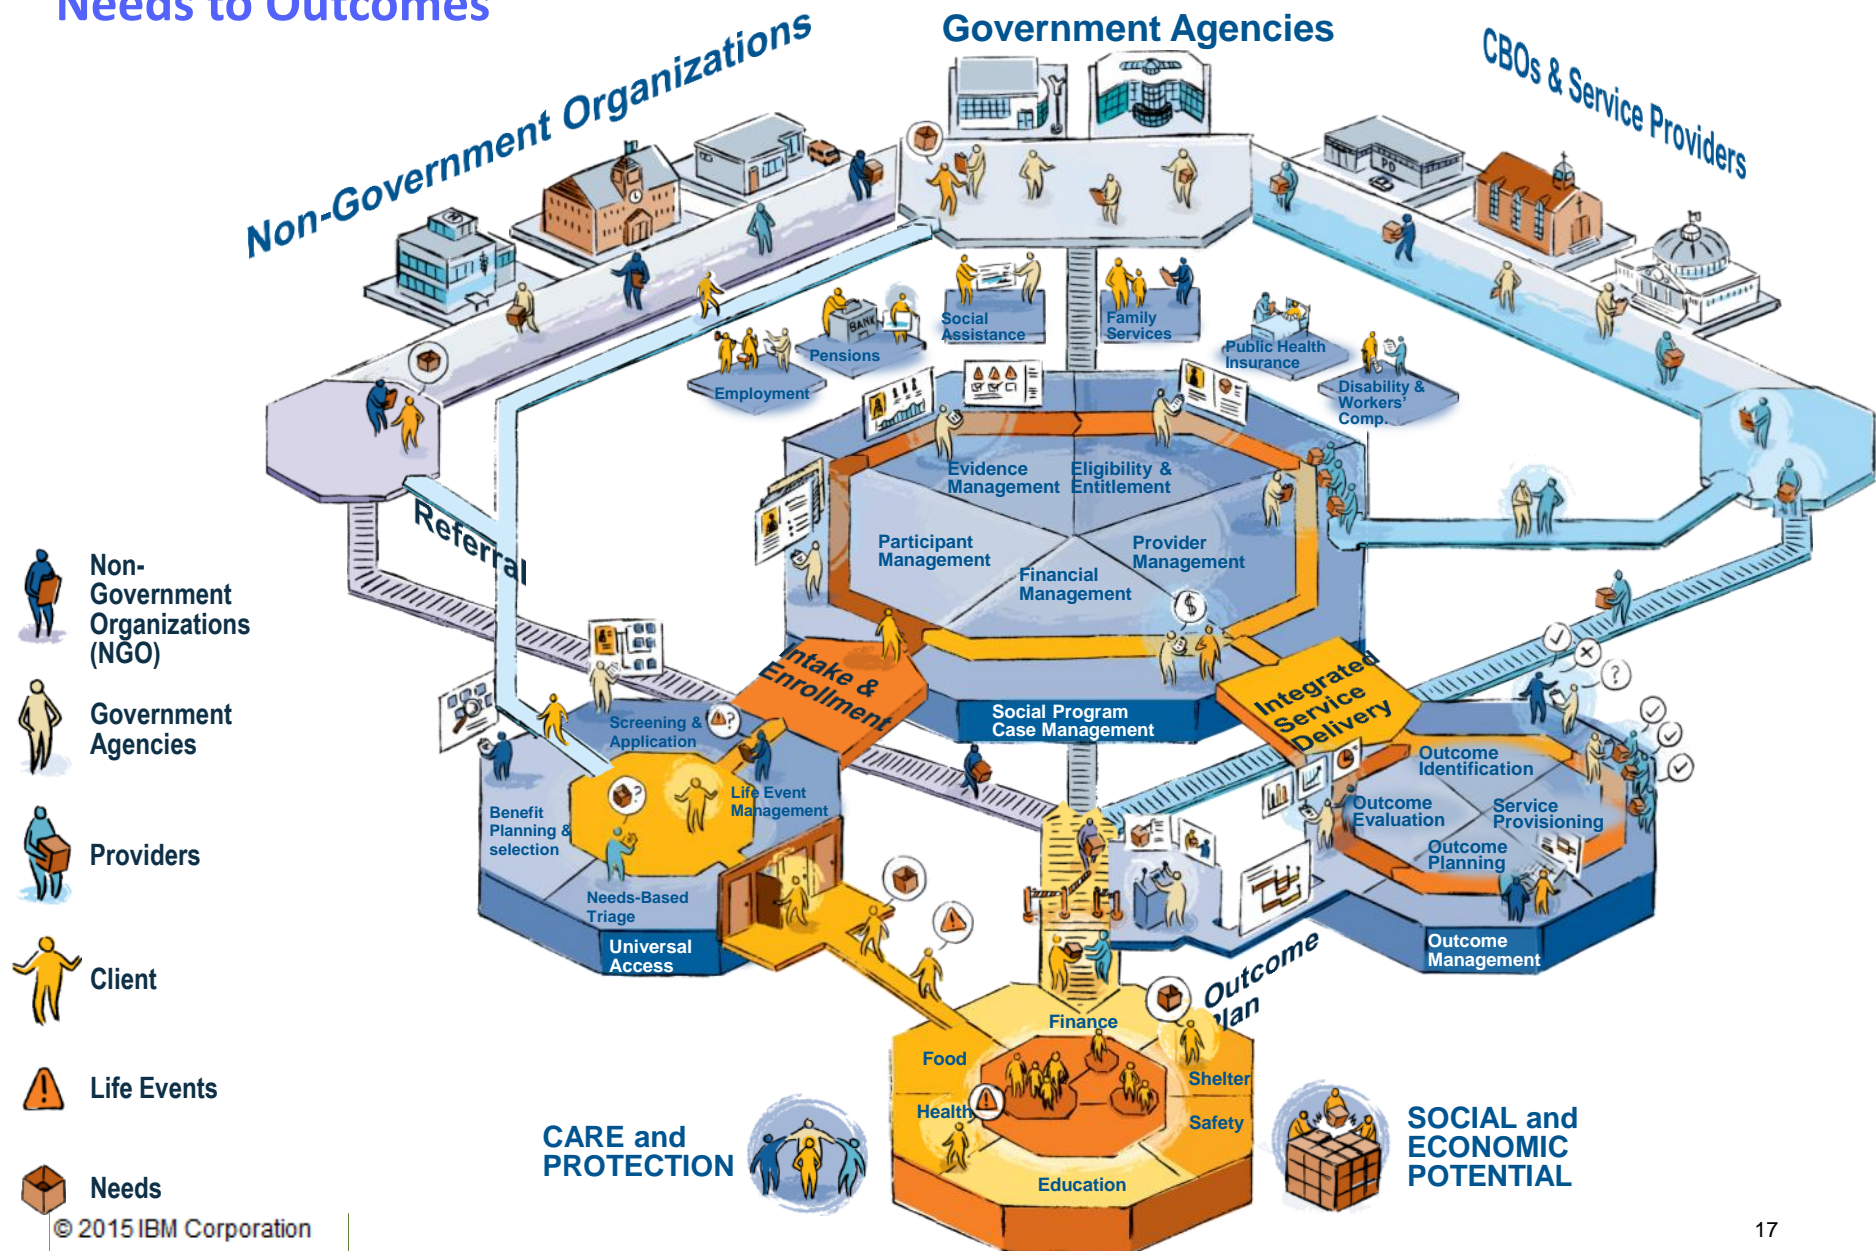 Needs to Outcomes
Government Agencies
Non-Government Organizations
CBOs & Service Providers
Social
Assistance
Family
Services
BANK
Pensions
Public Health
Insurance
Employment
Disability &
Workers'
Comp.
Evidence
Management
Eligibility &
Entitlement
Participant
Management
Provider
Management
Financial
Management
$
Referral
Intake &
Enrollment
Integrated
Service
Delivery
Social Program
Case Management
Non-
Government
Organizations
(NGO)
Government
Agencies
Providers
Client
Life Events
Needs
Screening &
Application
Life Event
Management
Benefit
Planning &
selection
Needs-Based
Triage
Universal
Access
Outcome
Identification
Outcome
Evaluation
Service
Provisioning
Outcome
Planning
Outcome
Management
Outcome
Plan
Finance
Food
Shelter
Health
Safety
Education
CARE and
PROTECTION
SOCIAL and
ECONOMIC
POTENTIAL
© 2015 IBM Corporation
17